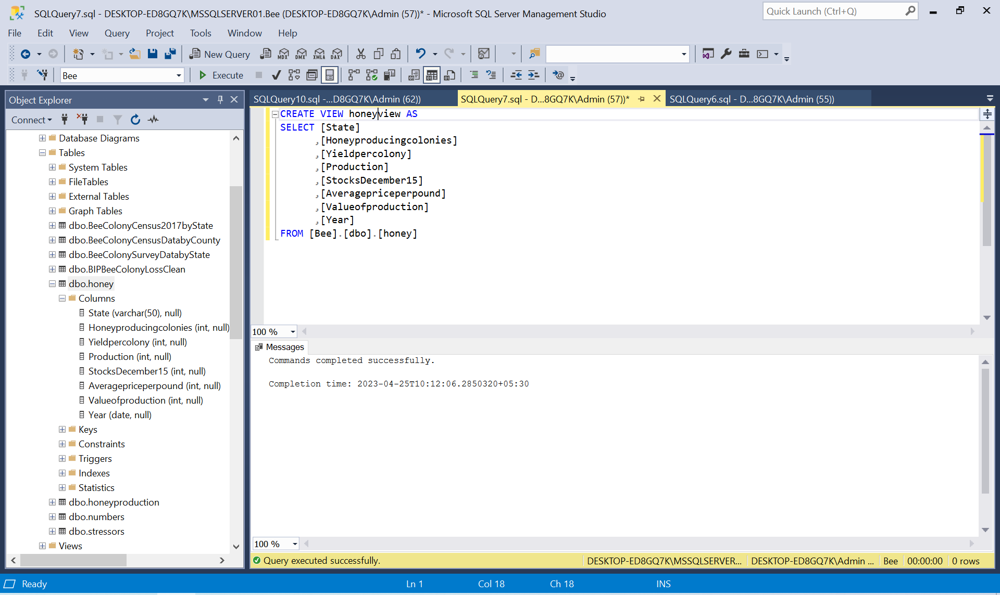 SQLQuery7.sql - DESKTOP-ED8GQ7K\MSSQLSERVER01.Bee (DESKTOP-ED8GQ7K\Admin (57))* - Microsoft SQL Server Management Studio
Quick Launch (Ctrl+Q)
File Edit View Query Project Tools Window Help
New Query MDX DMX XMLA DAX
Bee Execute
Object Explorer
Connect
Database Diagrams
Tables
System Tables
FileTables
External Tables
Graph Tables
dbo.BeeColonyCensus2017byState
dbo.BeeColonyCensusDatabyCounty
dbo.BeeColonySurveyDatabyState
dbo.BIPBeeColonyLossClean
dbo.honey
Columns
State (varchar(50), null)
Honeyproducingcolonies (int, null)
Yieldpercolony (int, null)
Production (int, null)
StocksDecember15 (int, null)
Averagepriceperpound (int, null)
Valueofproduction (int, null)
Year (date, null)
Keys
Constraints
Triggers
Indexes
Statistics
dbo.honeyproduction
dbo.numbers
dbo.stressors
Views
SQLQuery10.sql -...D8GQ7K\Admin (62)) SQLQuery7.sql - D...8GQ7K\Admin (57))* SQLQuery6.sql - D...8GQ7K\Admin (55))
CREATE VIEW honeyview AS
SELECT [State]
,[Honeyproducingcolonies]
,[Yieldpercolony]
,[Production]
,[StocksDecember15]
,[Averagepriceperpound]
,[Valueofproduction]
,[Year]
FROM [Bee].[dbo].[honey]
100 %
Messages
Commands completed successfully.
Completion time: 2023-04-25T10:12:06.2850320+05:30
100 %
Query executed successfully. DESKTOP-ED8GQ7K\MSSQLSERVER... DESKTOP-ED8GQ7K\Admin ... Bee 00:00:00 0 rows
Ready Ln 1 Col 18 Ch 18 INS